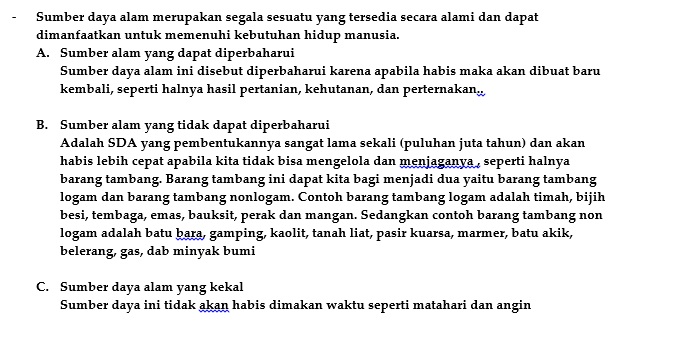 - Sumber daya alam merupakan segala sesuatu yang tersedia secara alami dan dapat
dimanfaatkan untuk memenuhi kebutuhan hidup manusia.
A. Sumber alam yang dapat diperbaharui
Sumber daya alam ini disebut diperbaharui karena apabila habis maka akan dibuat baru
kembali, seperti halnya hasil pertanian, kehutanan, dan perternakan,.
B. Sumber alam yang tidak dapat diperbaharui
Adalah SDA yang pembentukannya sangat lama sekali (puluhan juta tahun) dan akan
habis lebih cepat apabila kita tidak bisa mengelola dan menjaganya , seperti halnya
barang tambang. Barang tambang ini dapat kita bagi menjadi dua yaitu barang tambang
logam dan barang tambang nonlogam. Contoh barang tambang logam adalah timah, bijih
besi, tembaga, emas, bauksit, perak dan mangan. Sedangkan contoh barang tambang non
logam adalah batu bara, gamping, kaolit, tanah liat, pasir kuarsa, marmer, batu akik,
belerang, gas, dab minyak bumi
C. Sumber daya alam yang kekal
Sumber daya ini tidak akan habis dimakan waktu seperti matahari dan angin